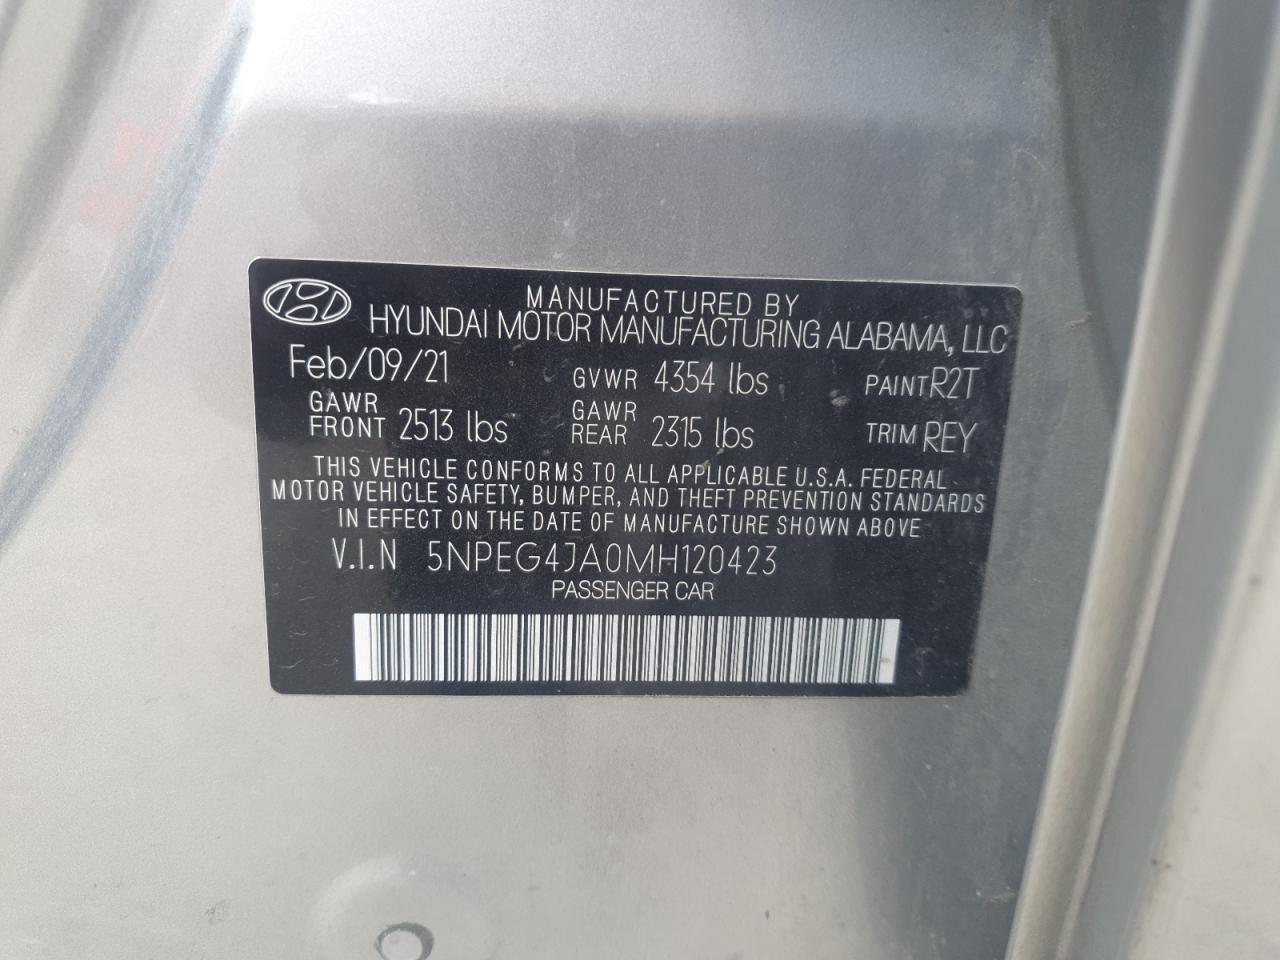 MANUFACTURED BY
HYUNDAI MOTOR MANUFACTURING ALABAMA, LLC
Feb/09/21 GVWR 4354 lbs PAINT R2T
GAWR FRONT 2513 lbs GAWR REAR 2315 lbs TRIM REY
THIS VEHICLE CONFORMS TO ALL APPLICABLE U.S.A. FEDERAL
MOTOR VEHICLE SAFETY, BUMPER, AND THEFT PREVENTION STANDARDS
IN EFFECT ON THE DATE OF MANUFACTURE SHOWN ABOVE
V.I.N 5NPEG4JA0MH120423
PASSENGER CAR